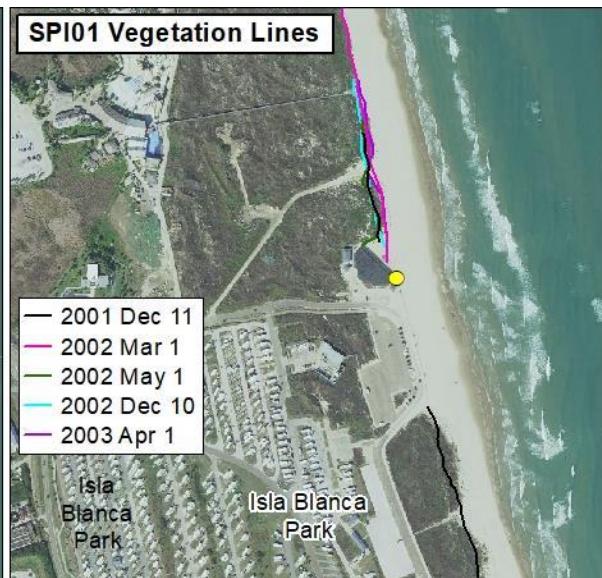 SPI01 Vegetation Lines
2001 Dec 11
2002 Mar 1
2002 May 1
2002 Dec 10
2003 Apr 1
Isla
Blanca
Park
Isla Blanca
Park